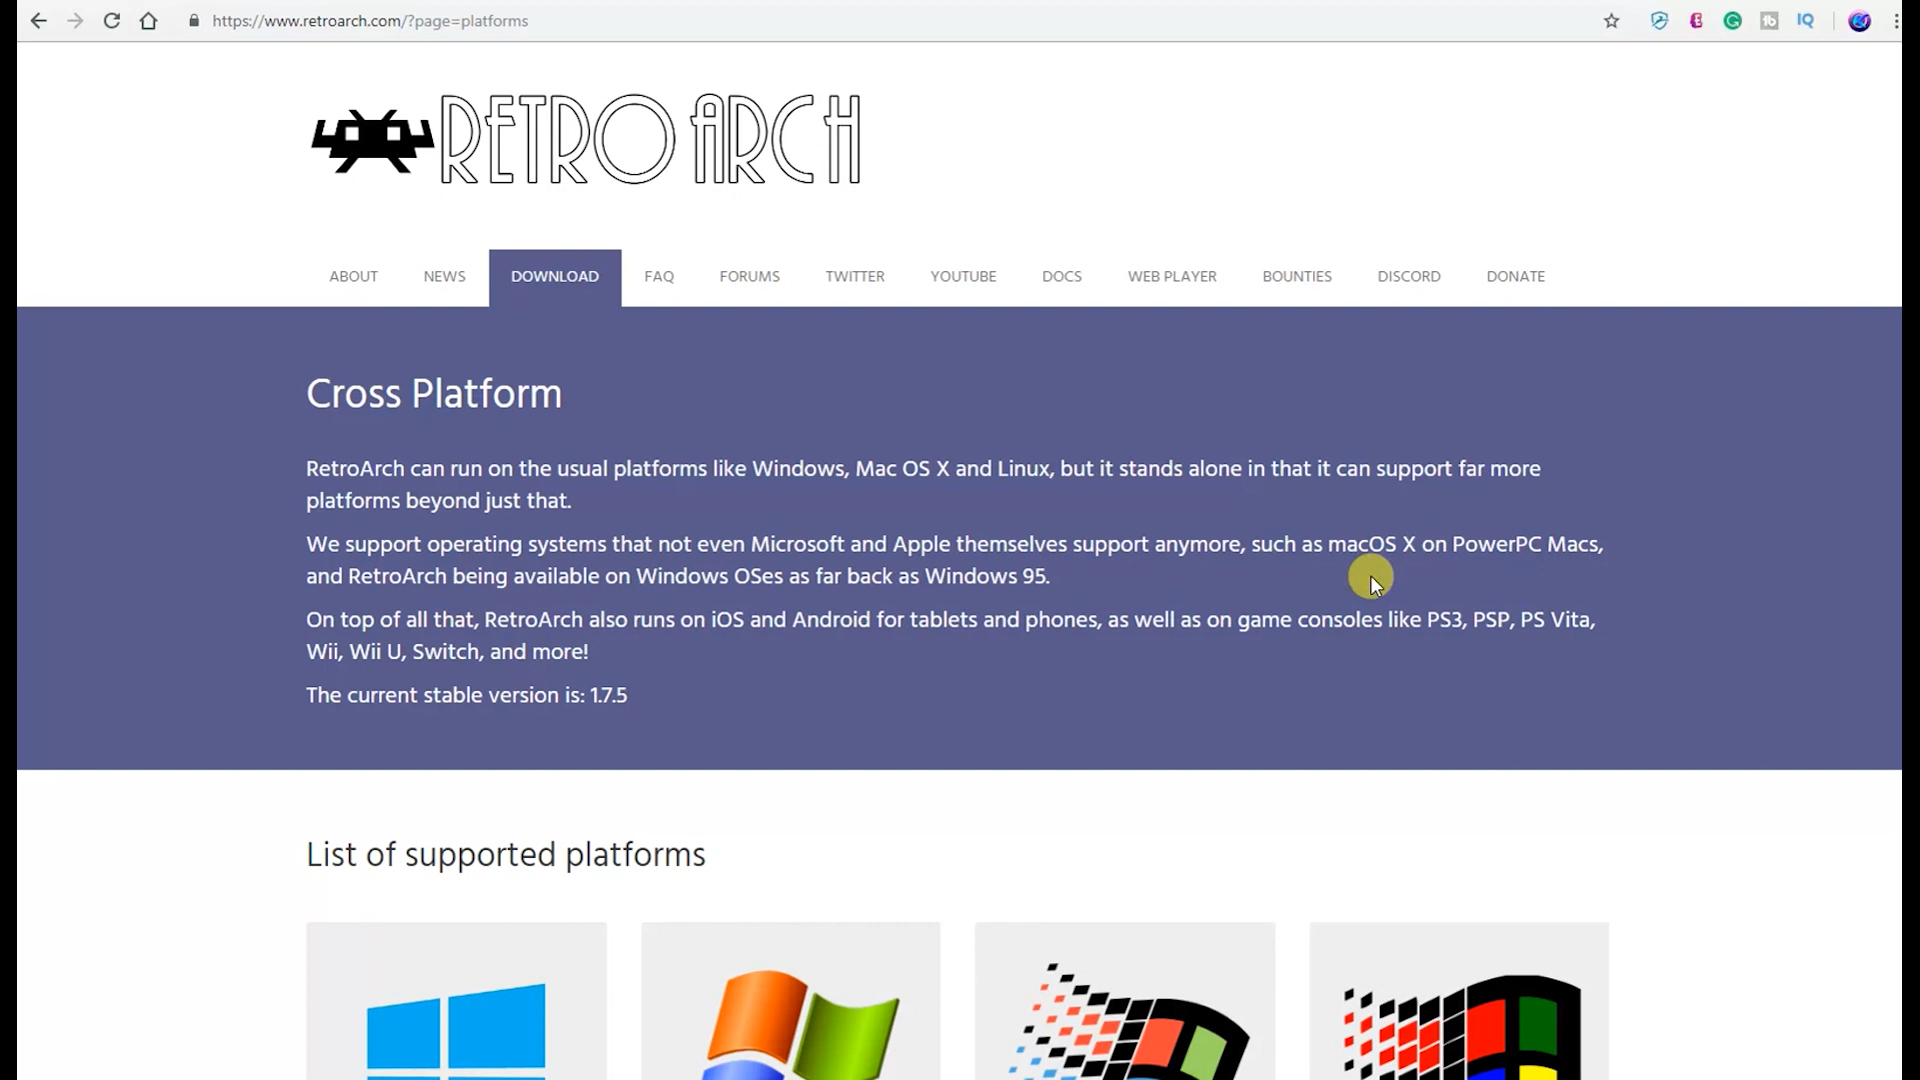 https://www.retroarch.com/?page=platforms
IQ
RETROARCH
ABOUT NEWS DOWNLOAD FAQ FORUMS TWITTER YOUTUBE DOCS WEB PLAYER BOUNTIES DISCORD DONATE
Cross Platform
RetroArch can run on the usual platforms like Windows, Mac OS X and Linux, but it stands alone in that it can support far more
platforms beyond just that.
We support operating systems that not even Microsoft and Apple themselves support anymore, such as macOS X on PowerPC Macs,
and RetroArch being available on Windows OSes as far back as Windows 95.
On top of all that, RetroArch also runs on iOS and Android for tablets and phones, as well as on game consoles like PS3, PSP, PS Vita,
Wii, Wii U, Switch, and more!
The current stable version is: 1.7.5
List of supported platforms